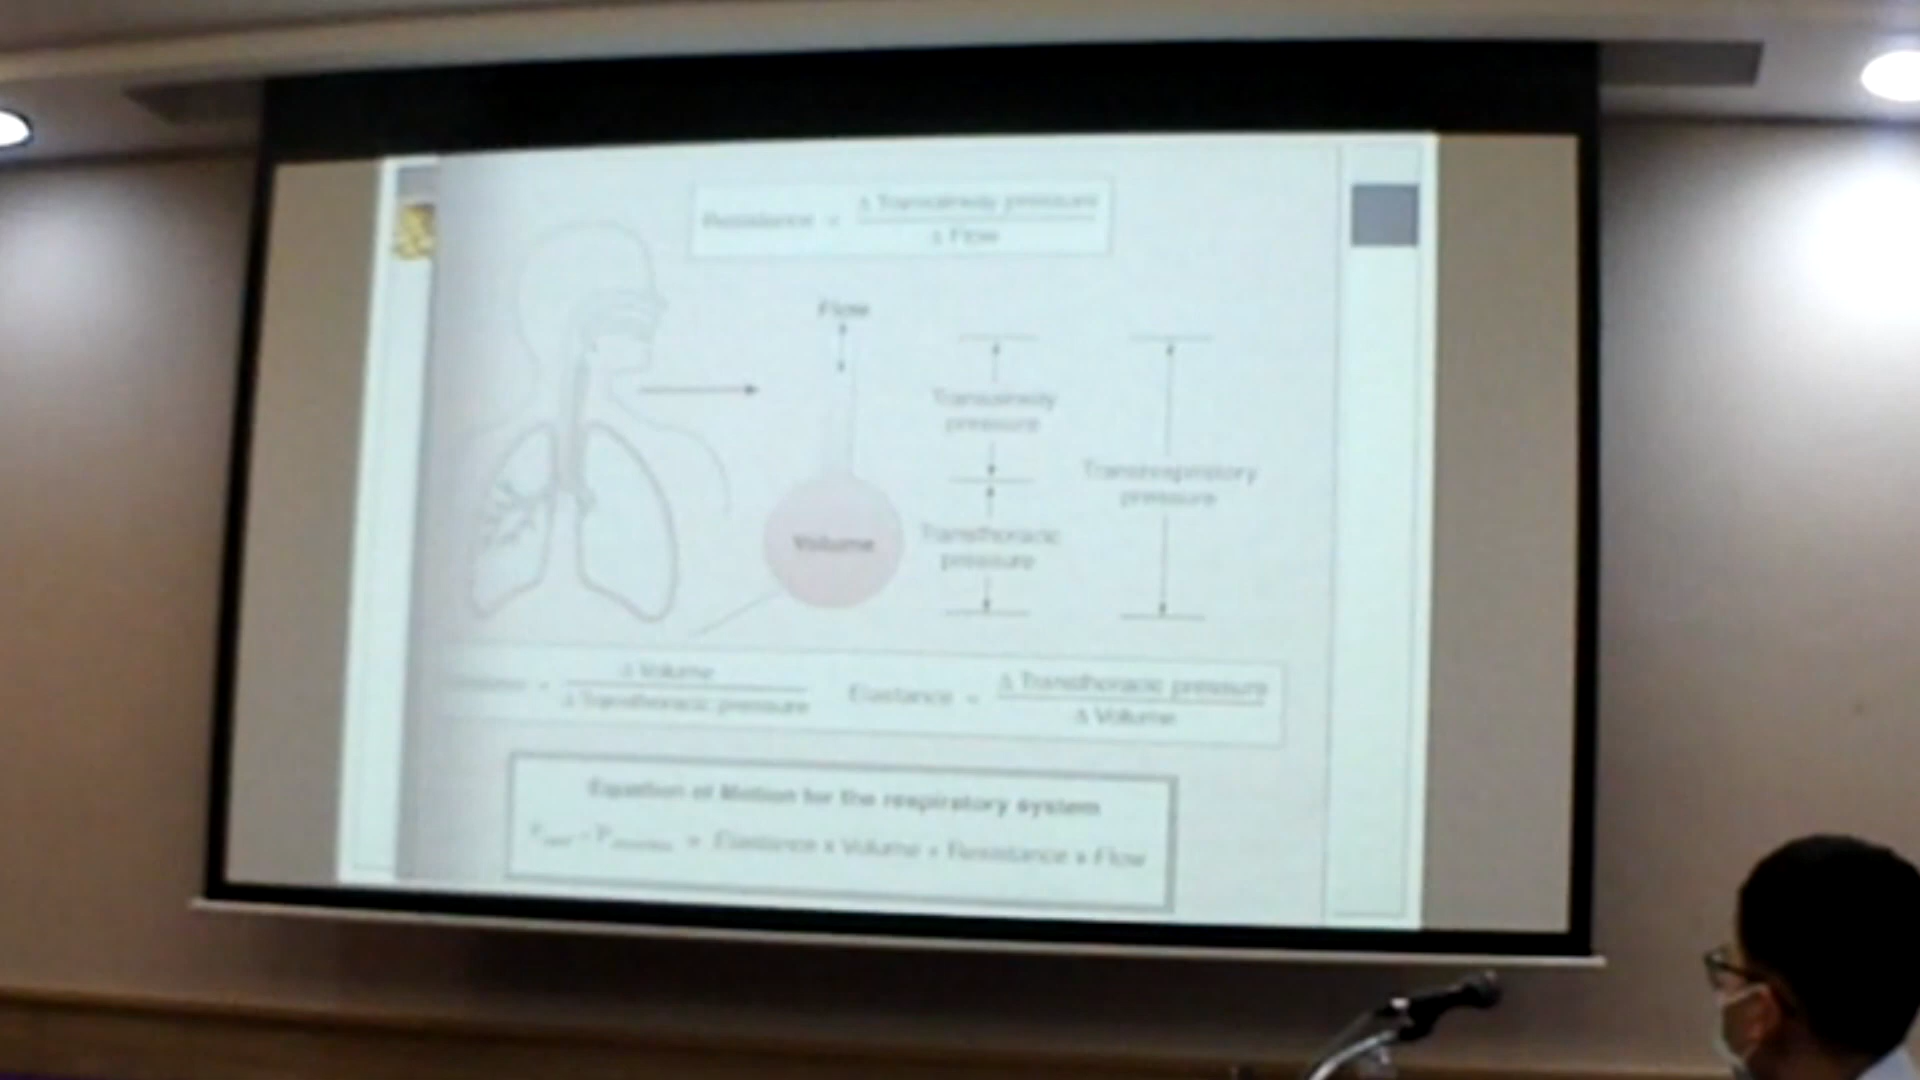 Resistance = Δ Transairway pressure
Δ Flow
Flow
Transairway
pressure
Transrespiratory
pressure
Volume
Transthoracic
pressure
Δ Volume
Δ Transthoracic pressure
Elastance = Δ Transthoracic pressure
Δ Volume
Equation of Motion for the respiratory system
= Elastance x Volume + Resistance x Flow